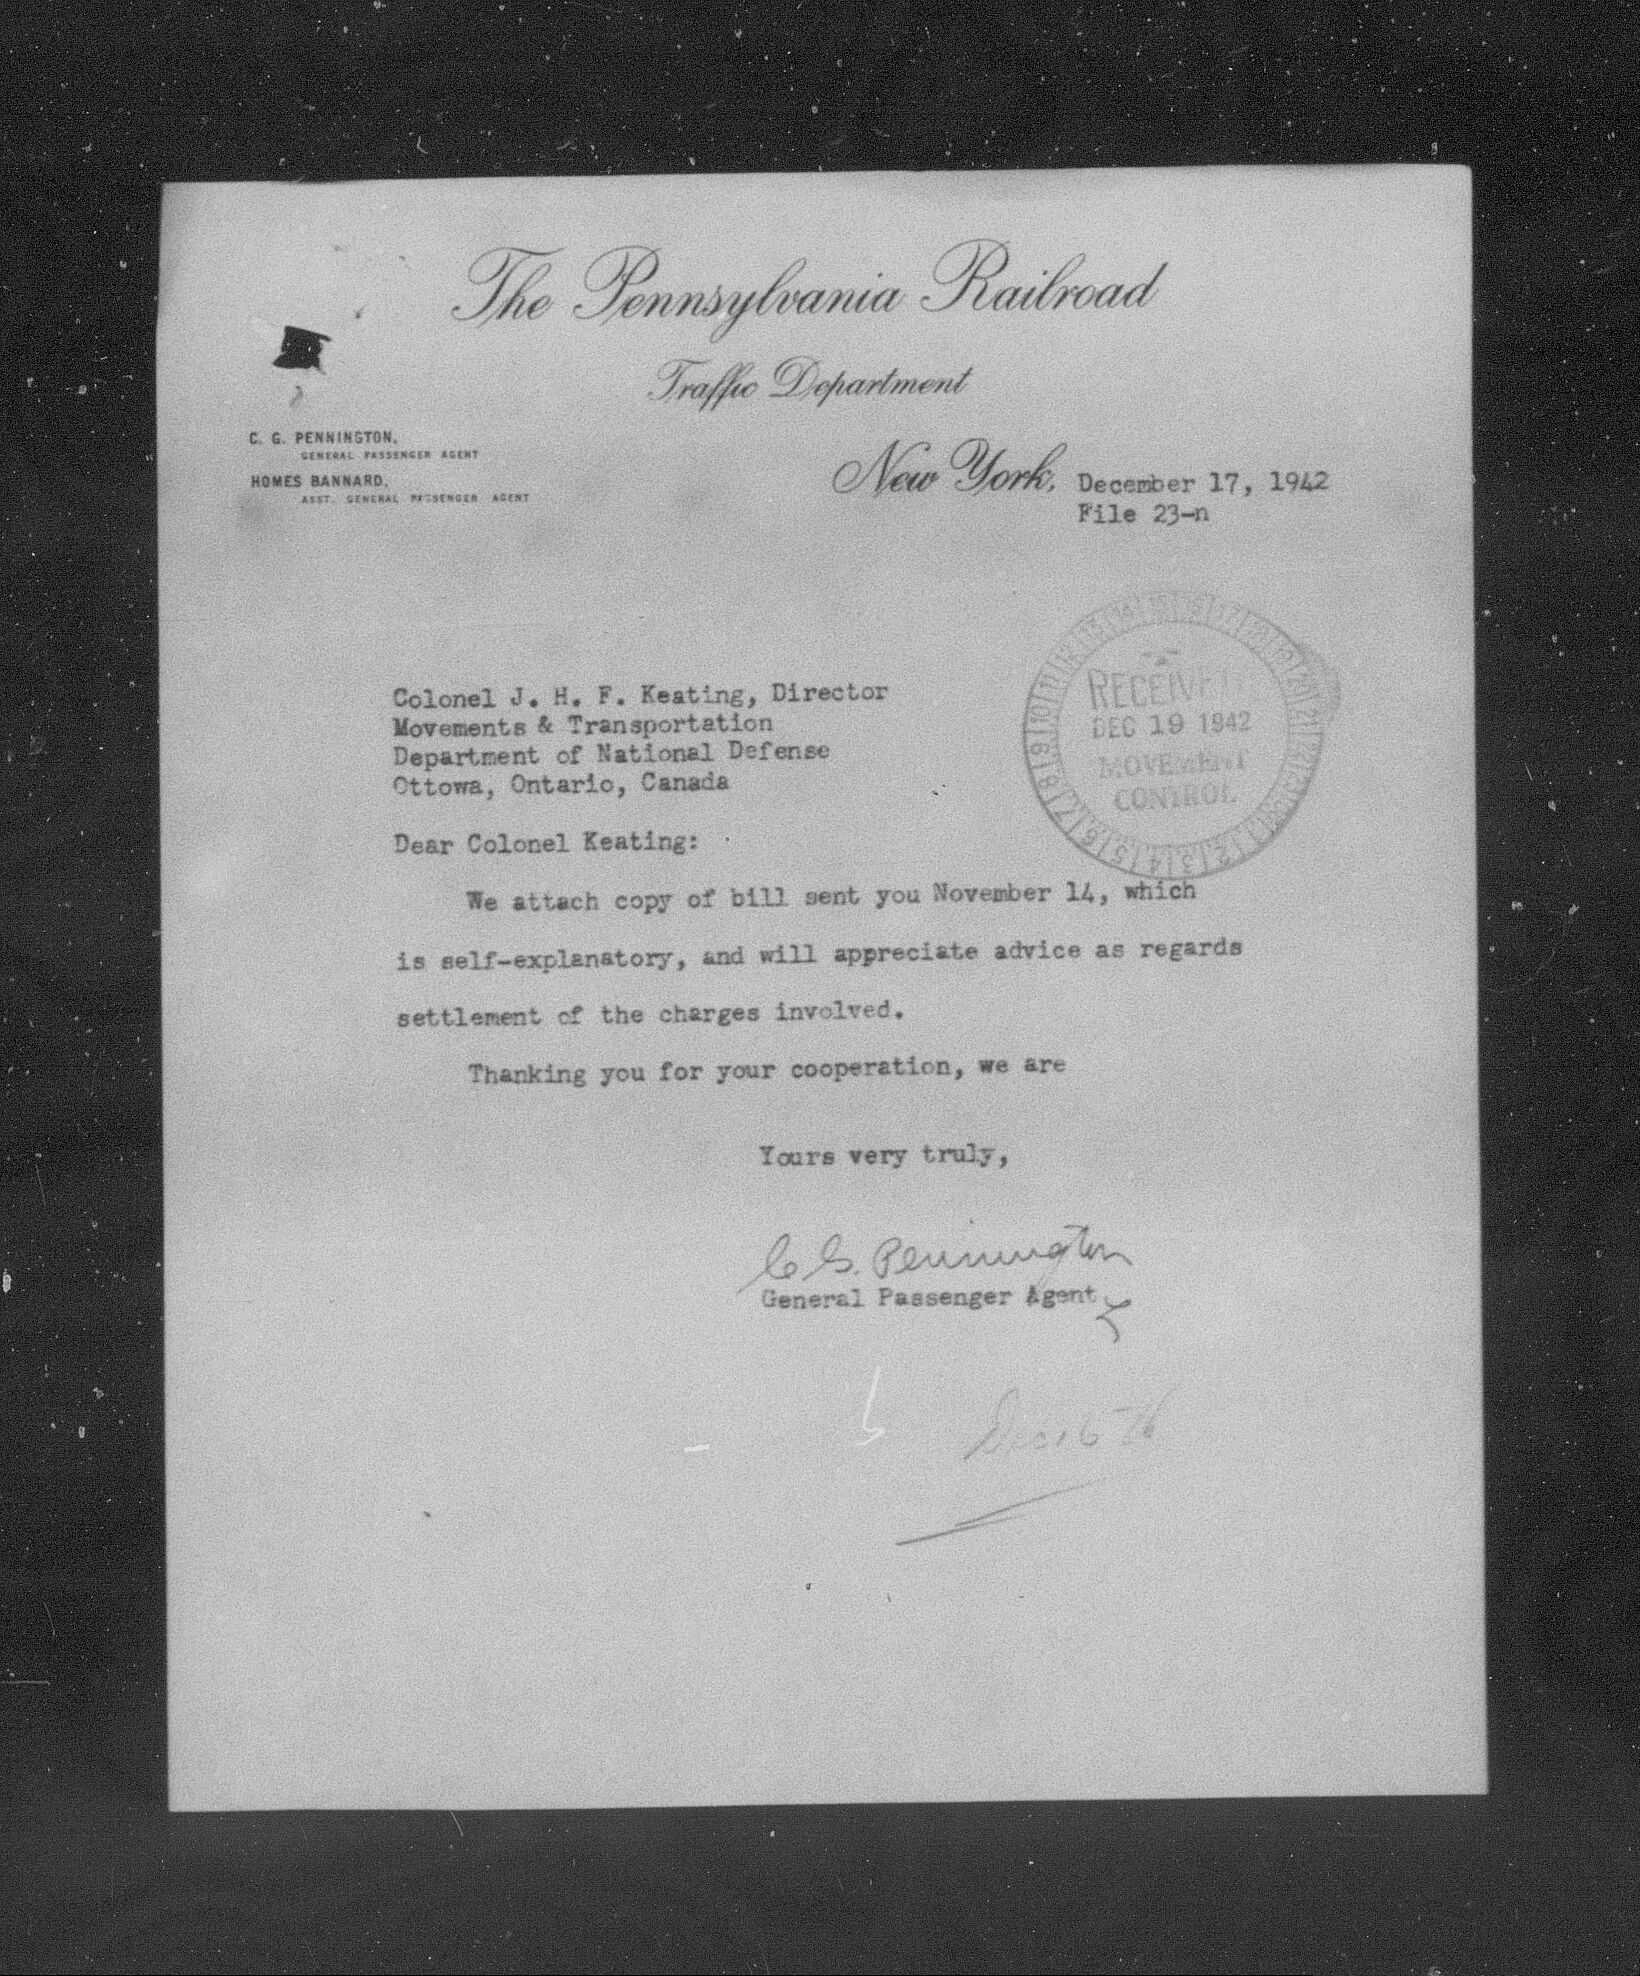 The Pennsylvania Railroad
Traffic Department
C. G. PENNINGTON,
GENERAL PASSENGER AGENT
HOMES BANNARD,
ASST. GENERAL PASSENGER AGENT
New York, December 17, 1942
File 23-n
RECEIVED
DEC 19 1942
MOVEMENT
CONTROL
Colonel J. H. F. Keating, Director
Movements & Transportation
Department of National Defense
Ottowa, Ontario, Canada
Dear Colonel Keating:
We attach copy of bill sent you November 14, which
is self-explanatory, and will appreciate advice as regards
settlement of the charges involved.
Thanking you for your cooperation, we are
Yours very truly,
C G. Pennington
General Passenger Agent